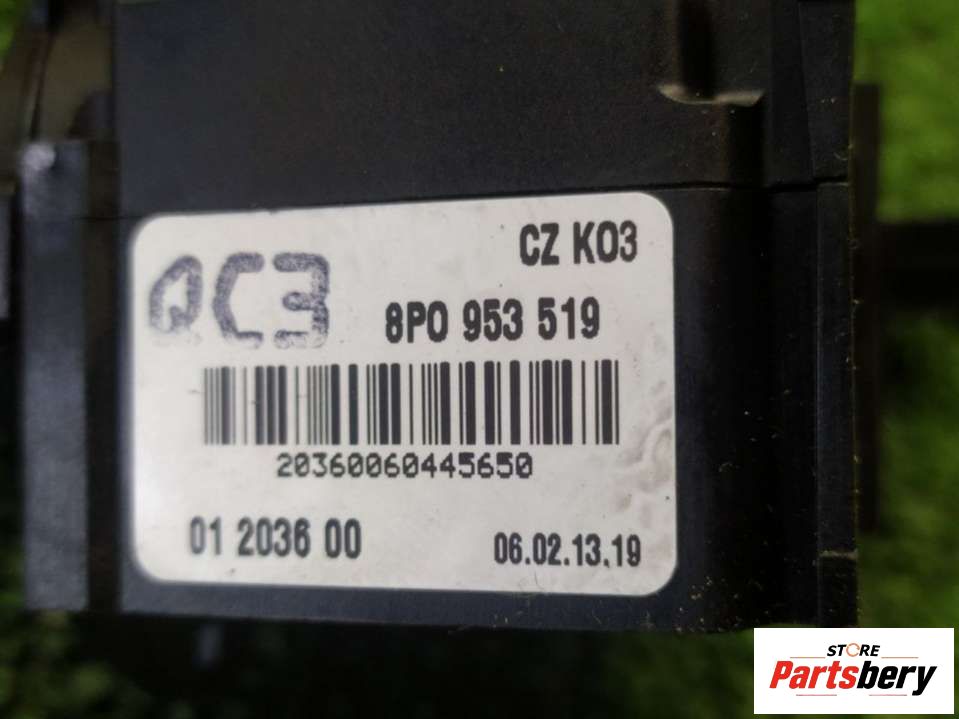 CZ K03
QC3
8P0 953 519
20360060445650
01 2036 00
06.02.13.19
STORE
Partsbery